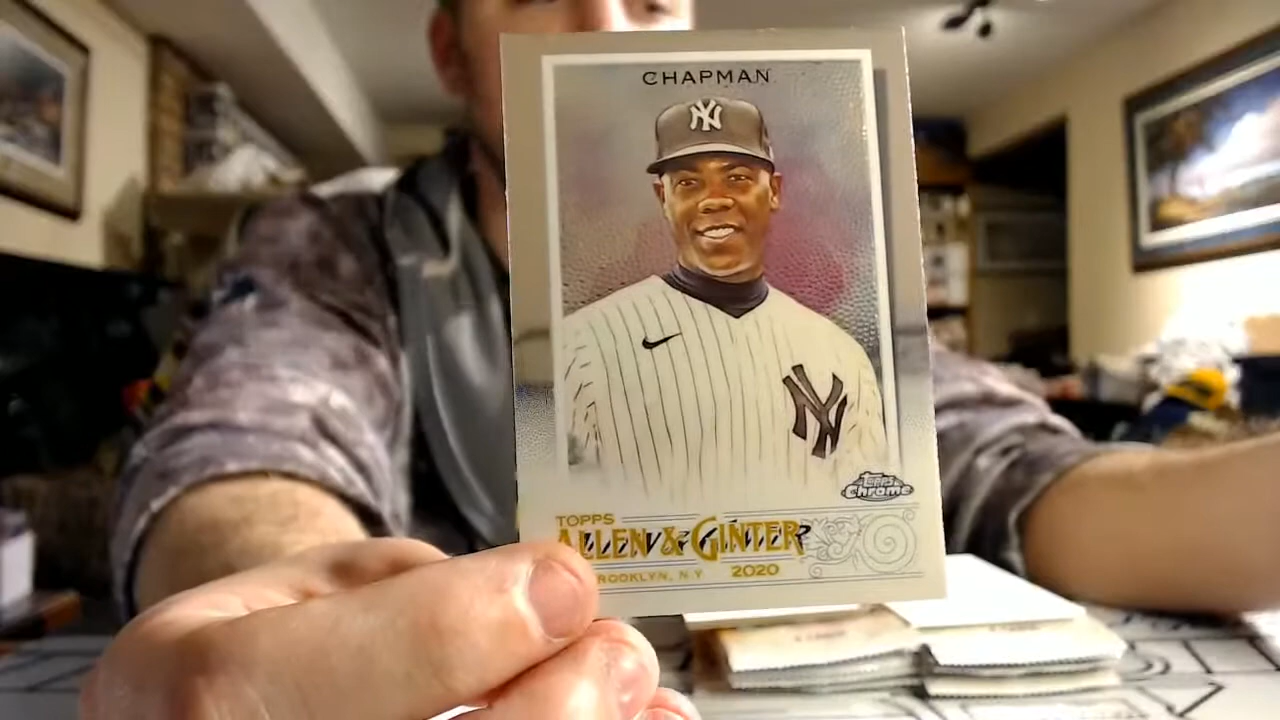 CHAPMAN
NY
NY
Topps
Chrome
TOPPS
ALLEN & GINTER
ROOKLYN, N.Y 2020